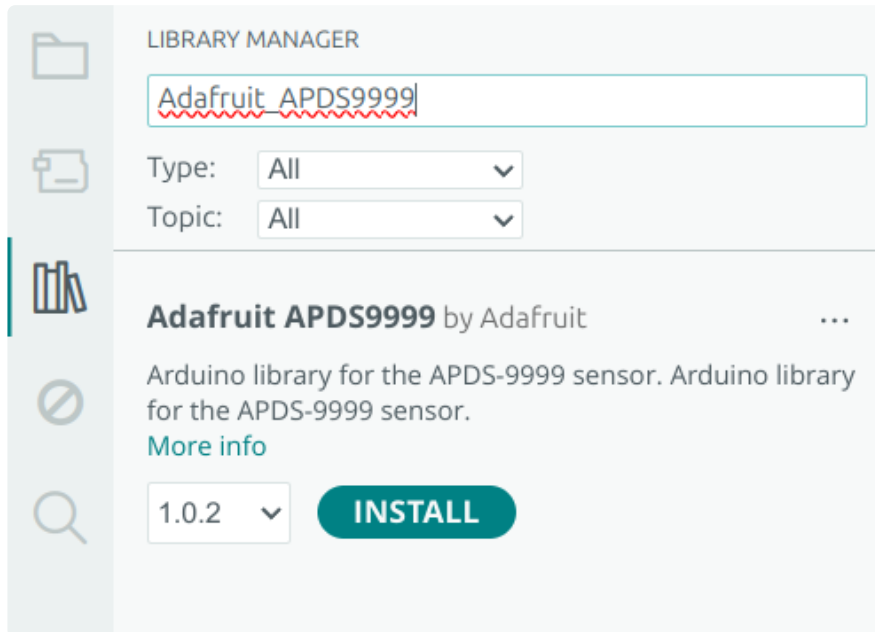 LIBRARY MANAGER
Adafruit_APDS9999
Type: All
Topic: All
Adafruit APDS9999 by Adafruit ...
Arduino library for the APDS-9999 sensor. Arduino library
for the APDS-9999 sensor.
More info
1.0.2 INSTALL